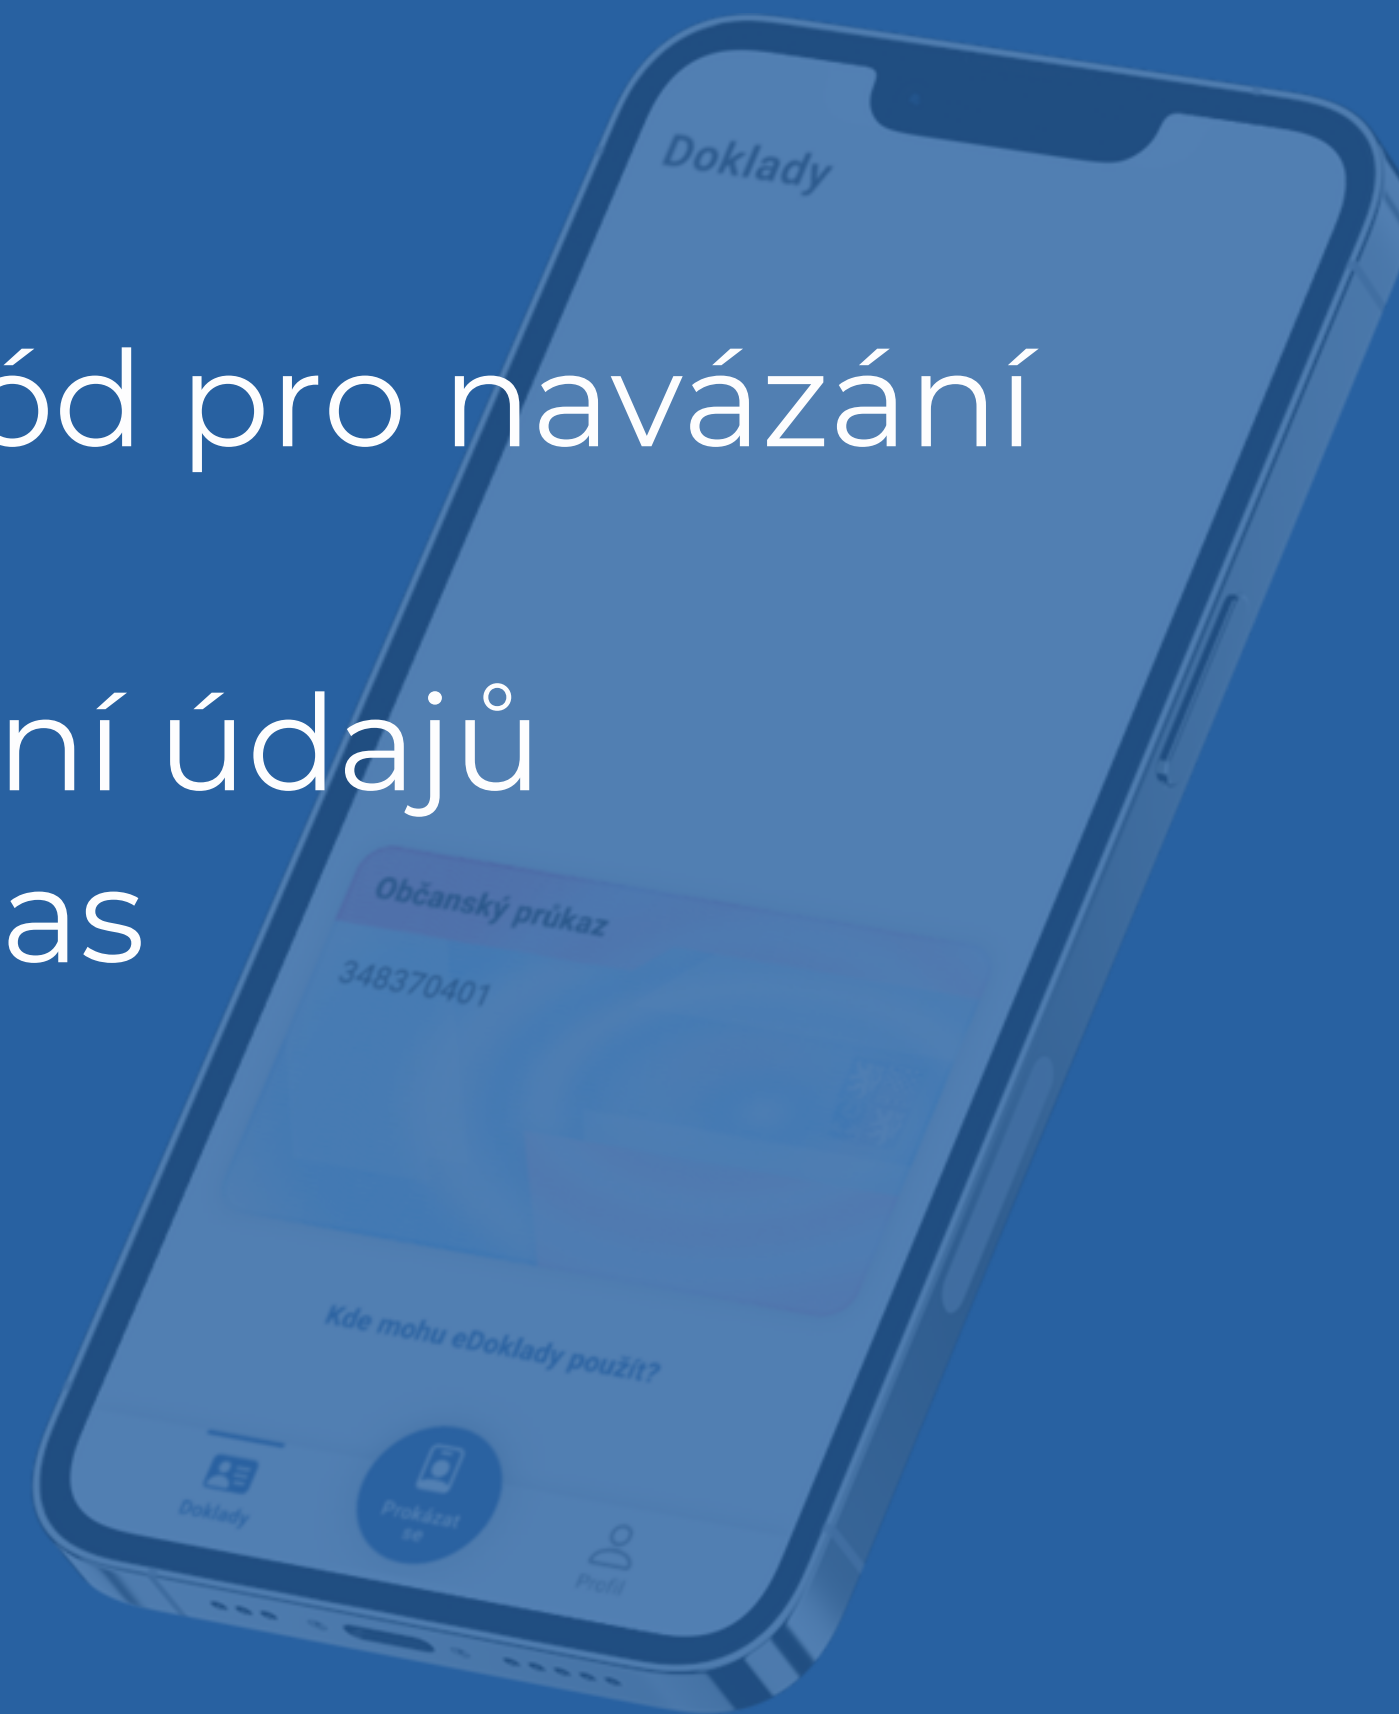 Doklady
ód pro navázání
ní údajů
as
Občanský průkaz
348370401
Kde mohu eDoklady použít?
Doklady
Prokázat
se
Profil